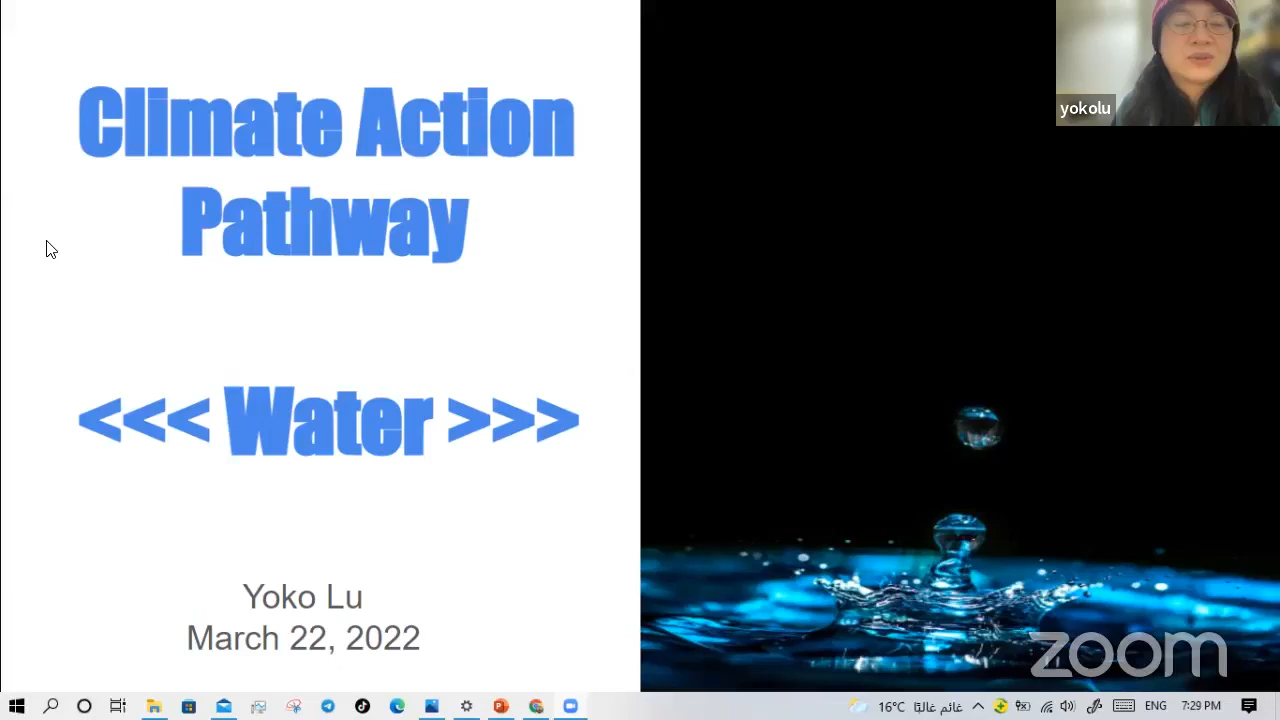 Climate Action
Pathway
<<< Water >>>
Yoko Lu
March 22, 2022
yokolu
zoom
16°C غائم غالبًا
ENG
7:29 PM